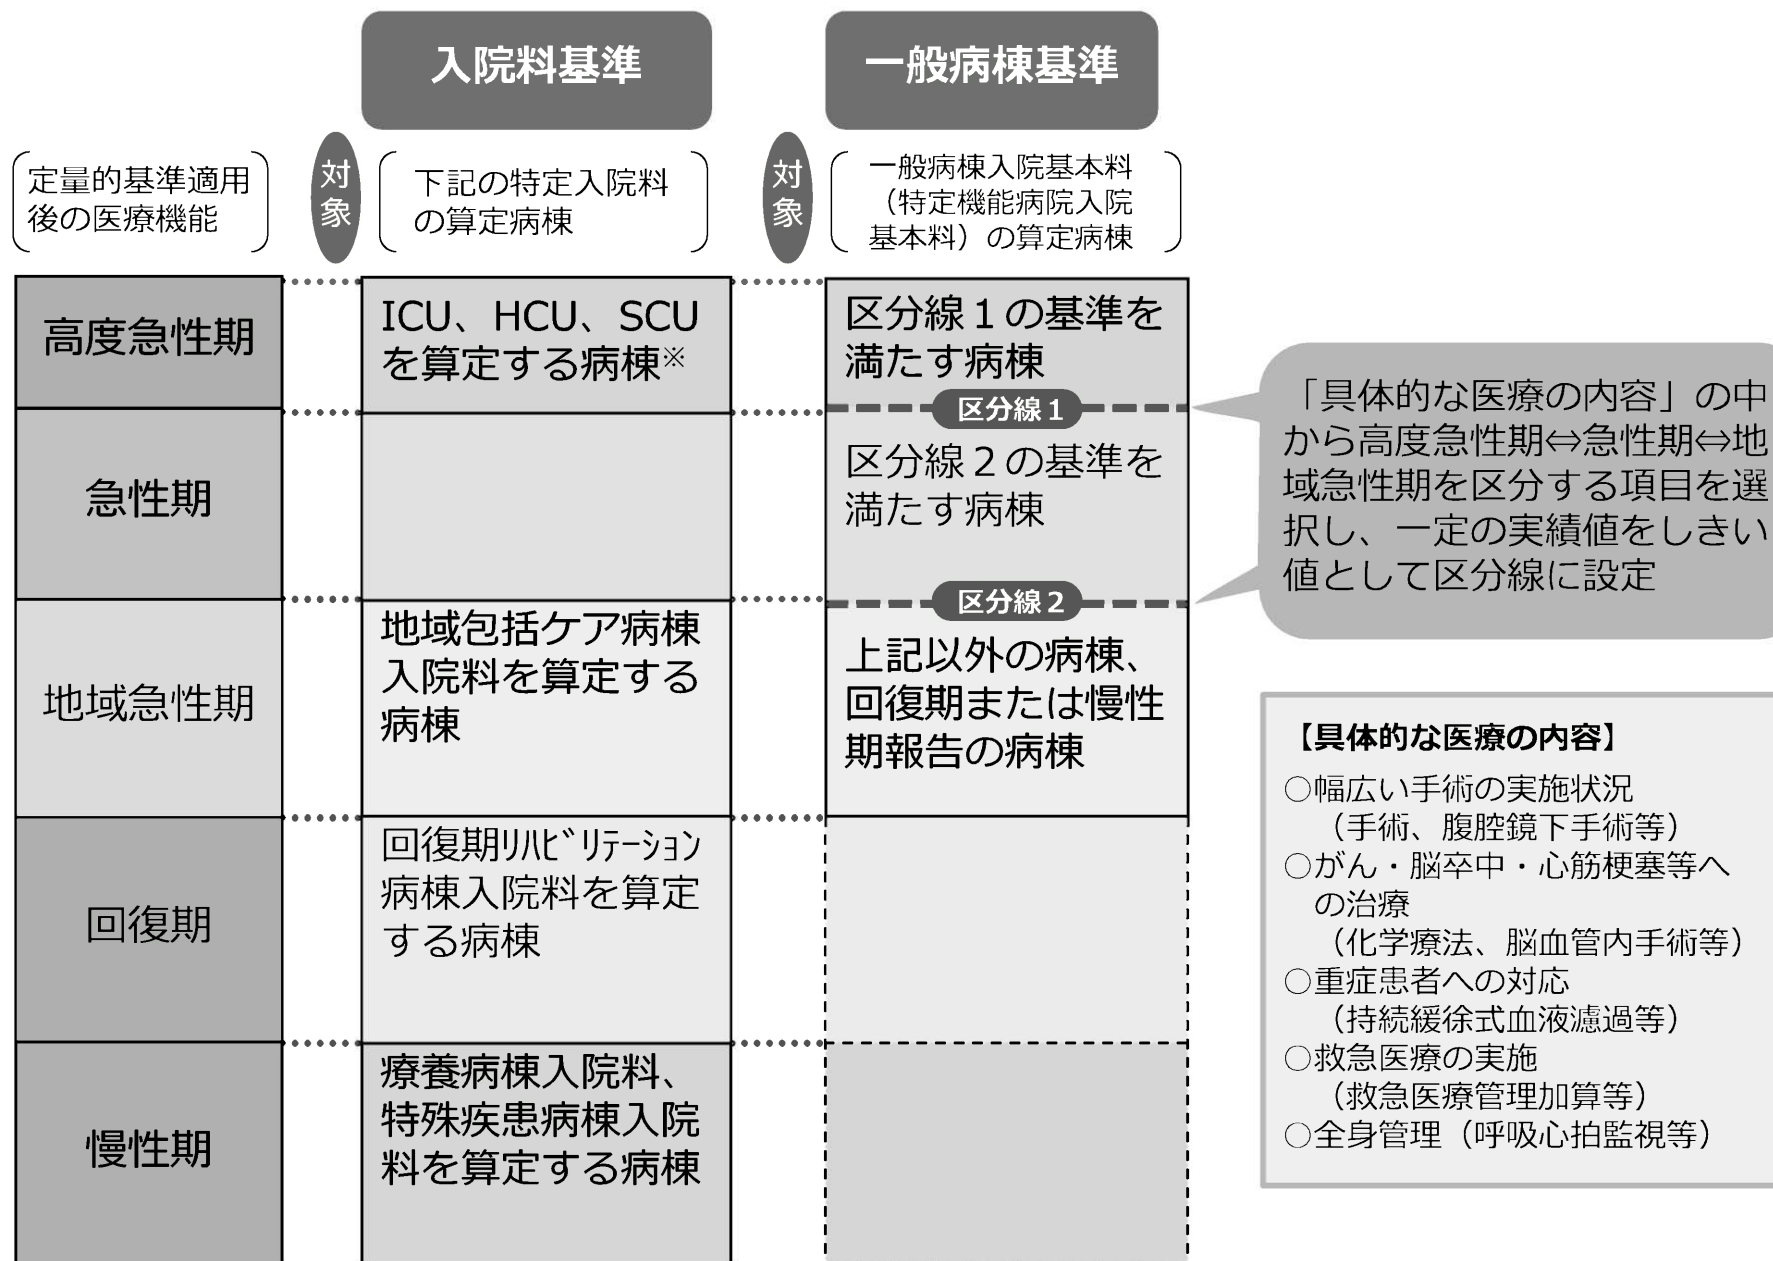 入院料基準
一般病棟基準
定量的基準適用
後の医療機能
対象
下記の特定入院料
の算定病棟
対象
一般病棟入院基本料
（特定機能病院入院
基本料）の算定病棟
高度急性期
ICU、HCU、SCU
を算定する病棟※
区分線１の基準を
満たす病棟
区分線１
急性期
区分線２の基準を
満たす病棟
区分線２
地域急性期
地域包括ケア病棟
入院料を算定する
病棟
上記以外の病棟、
回復期または慢性
期報告の病棟
回復期
回復期ﾘﾊﾋﾞﾘﾃｰｼｮﾝ
病棟入院料を算定
する病棟
慢性期
療養病棟入院料、
特殊疾患病棟入院
料を算定する病棟
「具体的な医療の内容」の中
から高度急性期⇔急性期⇔地
域急性期を区分する項目を選
択し、一定の実績値をしきい
値として区分線に設定
【具体的な医療の内容】
○幅広い手術の実施状況
（手術、腹腔鏡下手術等）
○がん・脳卒中・心筋梗塞等へ
の治療
（化学療法、脳血管内手術等）
○重症患者への対応
（持続緩徐式血液濾過等）
○救急医療の実施
（救急医療管理加算等）
○全身管理（呼吸心拍監視等）